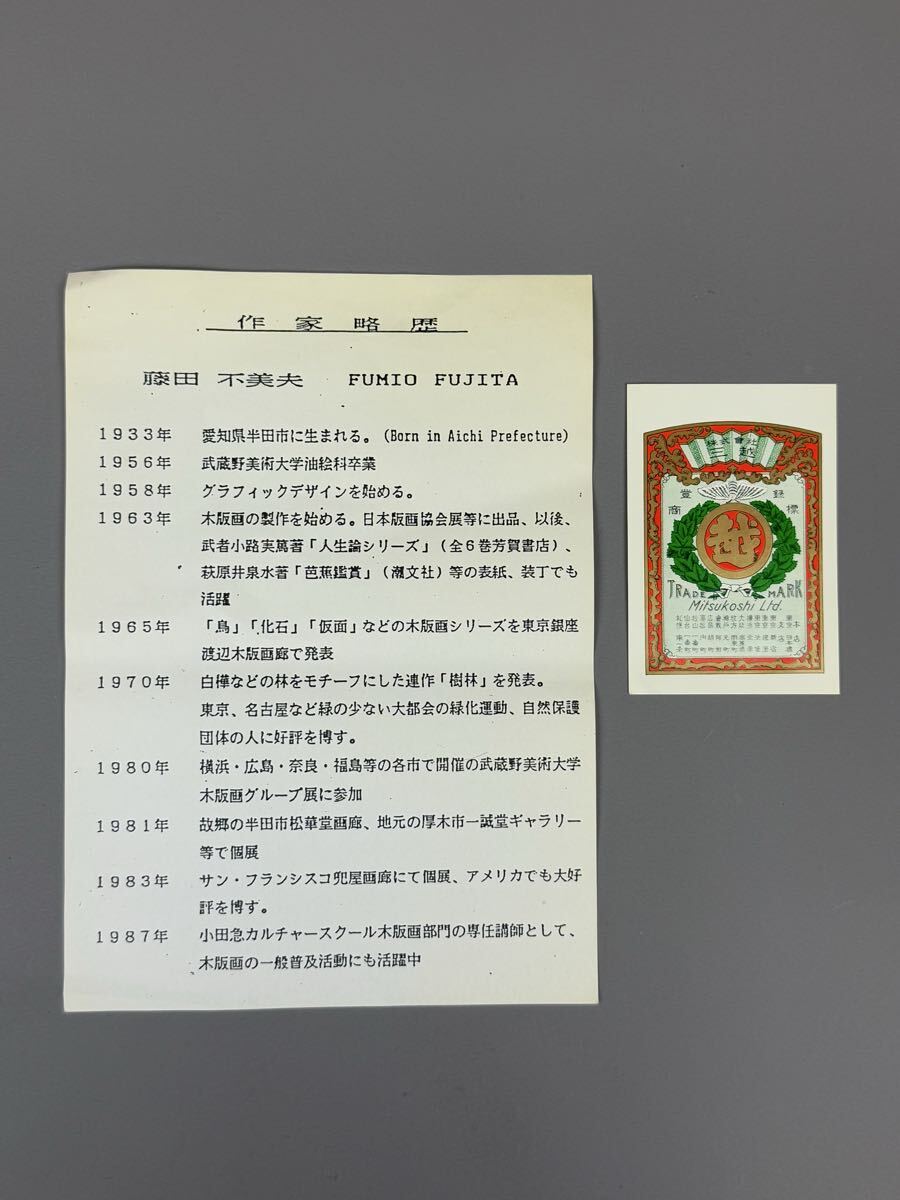 作家略歴
藤田 不美夫 FUMIO FUJITA
1933年 愛知県半田市に生まれる。(Born in Aichi Prefecture)
1956年 武蔵野美術大学油絵科卒業
1958年 グラフィックデザインを始める。
1963年 木版画の製作を始める。日本版画協会展等に出品、以後、
武者小路実篤著「人生論シリーズ」(全6巻芳賀書店)、
萩原井泉水著「芭蕉鑑賞」(潮文社)等の表紙、装丁でも
活躍
1965年 「鳥」「化石」「仮面」などの木版画シリーズを東京銀座
渡辺木版画廊で発表
1970年 白樺などの林をモチーフにした連作「樹林」を発表。
東京、名古屋など緑の少ない大都会の緑化運動、自然保護
団体の人に好評を博す。
1980年 横浜・広島・奈良・福島等の各市で開催の武蔵野美術大学
木版画グループ展に参加
1981年 故郷の半田市松華堂画廊、地元の厚木市一誠堂ギャラリー
等で個展
1983年 サン・フランシスコ兜屋画廊にて個展、アメリカでも大好
評を博す。
1987年 小田急カルチャースクール木版画部門の専任講師として、
木版画の一般普及活動にも活躍中
株式會社
三越
登録
商標
越
TRADE MARK
Mitsukoshi Ltd.